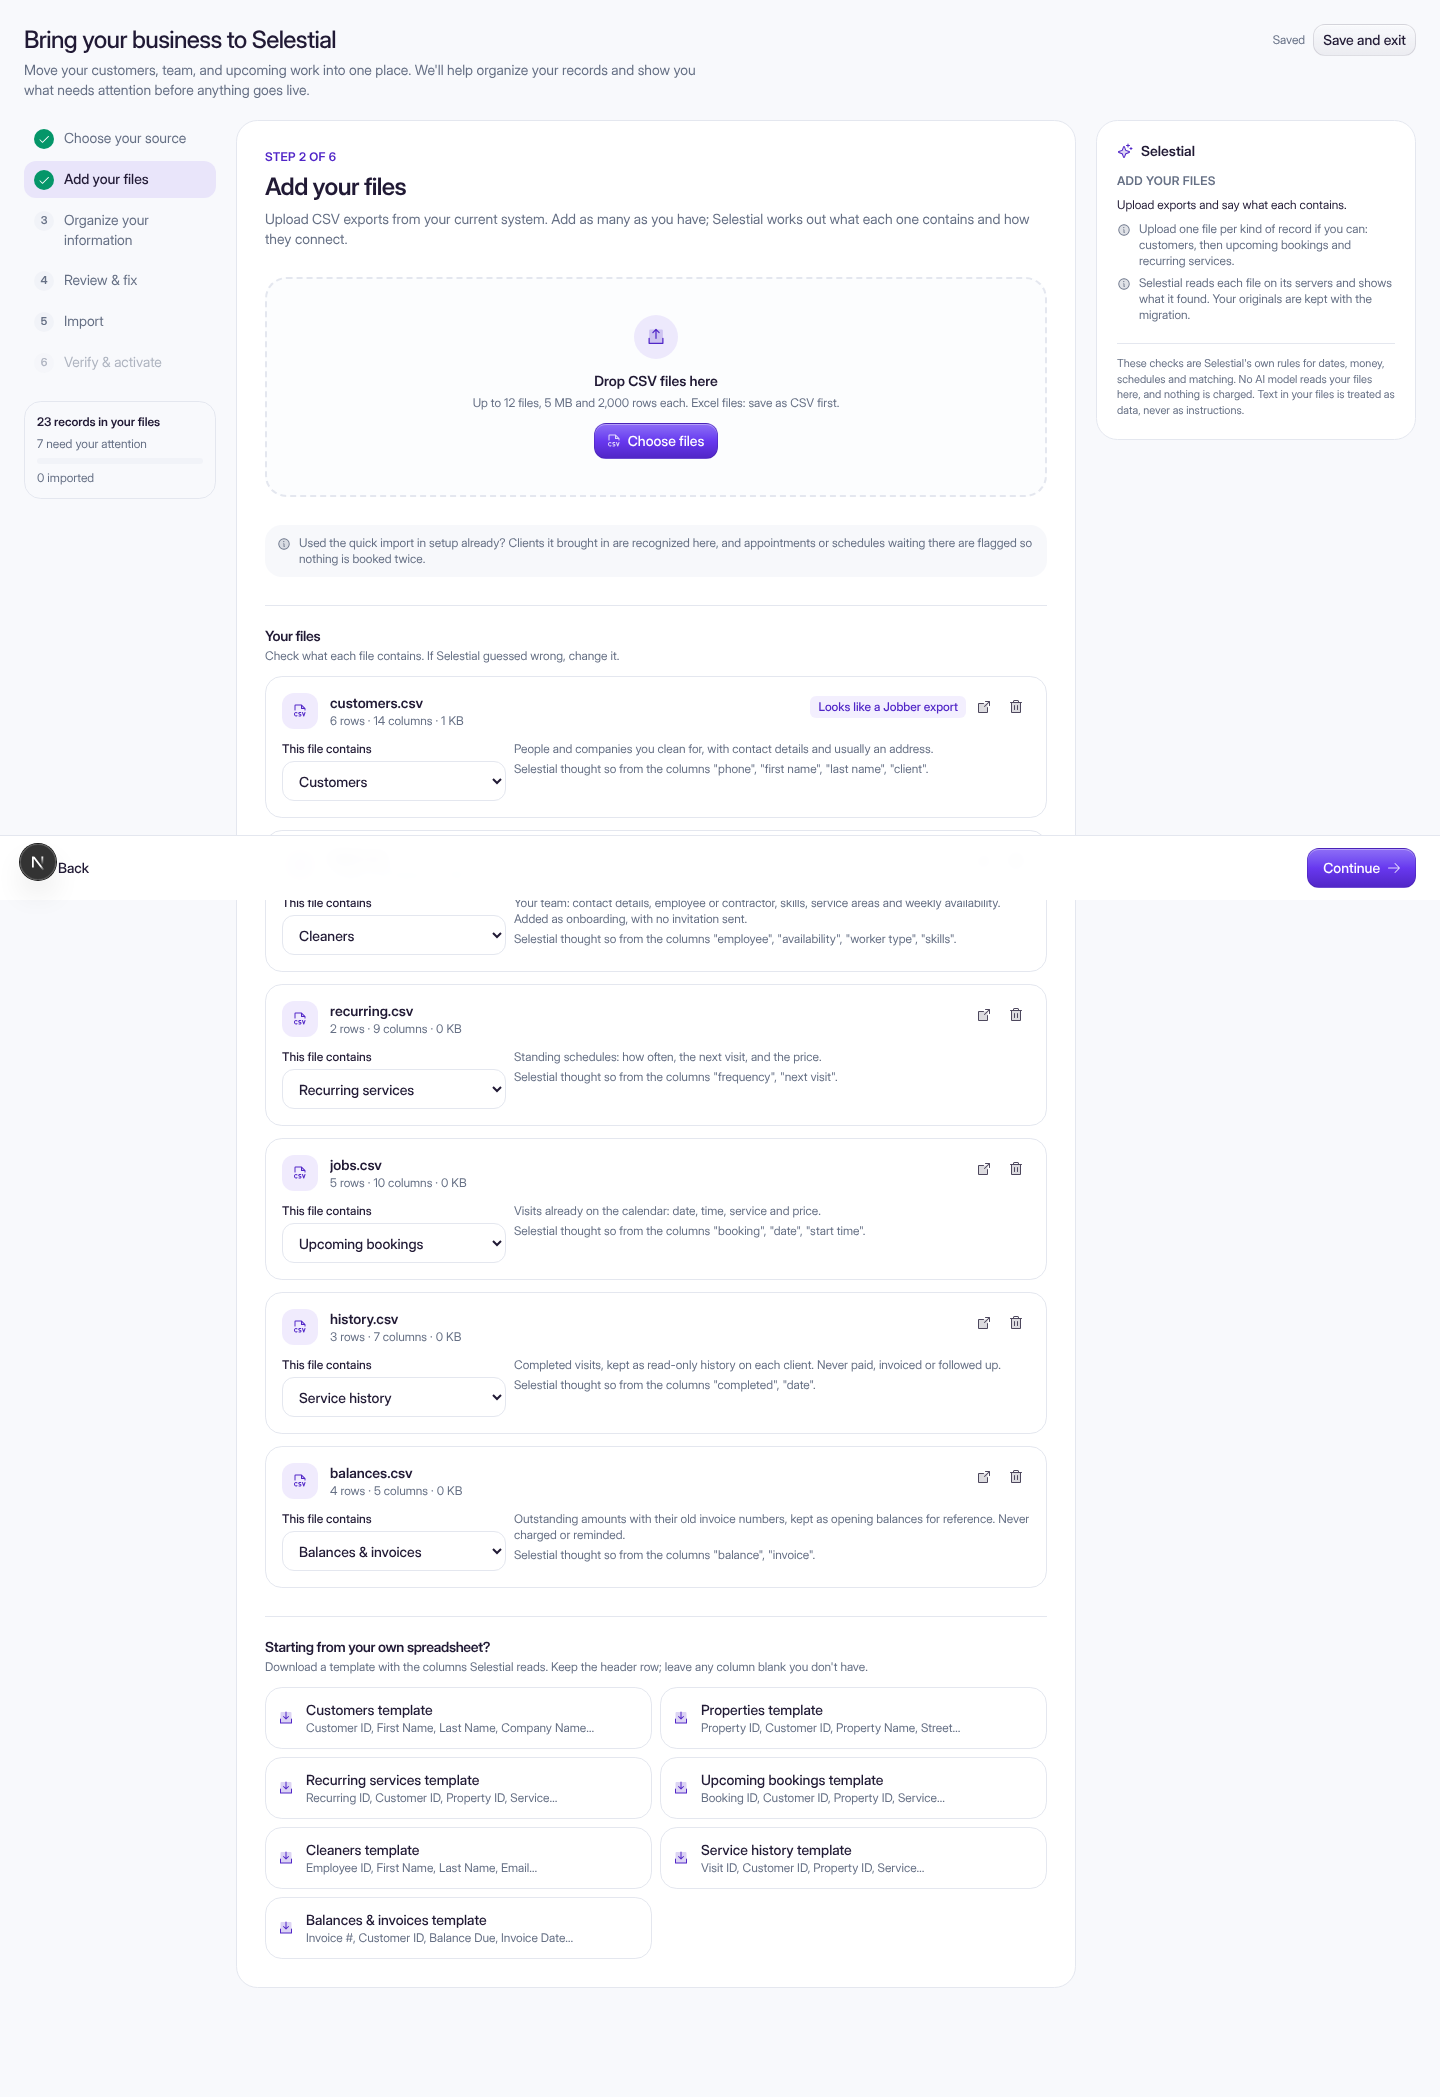 Bring your business to Selestial
Saved
Save and exit
Move your customers, team, and upcoming work into one place. We'll help organize your records and show you
what needs attention before anything goes live.
Choose your source
Add your files
3
Organize your
information
4
Review & fix
5
Import
6
Verify & activate
23 records in your files
7 need your attention
0 imported
STEP 2 OF 6
Add your files
Upload CSV exports from your current system. Add as many as you have; Selestial works out what each one contains and how
they connect.
Drop CSV files here
Up to 12 files, 5 MB and 2,000 rows each. Excel files: save as CSV first.
CSV Choose files
Used the quick import in setup already? Clients it brought in are recognized here, and appointments or schedules waiting there are flagged so
nothing is booked twice.
Your files
Check what each file contains. If Selestial guessed wrong, change it.
CSV
customers.csv
6 rows · 14 columns · 1 KB
Looks like a Jobber export
This file contains
Customers
People and companies you clean for, with contact details and usually an address.
Selestial thought so from the columns "phone", "first name", "last name", "client".
N
Back
Continue
This file contains
Cleaners
Your team: contact details, employee or contractor, skills, service areas and weekly availability.
Added as onboarding, with no invitation sent.
Selestial thought so from the columns "employee", "availability", "worker type", "skills".
CSV
recurring.csv
2 rows · 9 columns · 0 KB
This file contains
Recurring services
Standing schedules: how often, the next visit, and the price.
Selestial thought so from the columns "frequency", "next visit".
CSV
jobs.csv
5 rows · 10 columns · 0 KB
This file contains
Upcoming bookings
Visits already on the calendar: date, time, service and price.
Selestial thought so from the columns "booking", "date", "start time".
CSV
history.csv
3 rows · 7 columns · 0 KB
This file contains
Service history
Completed visits, kept as read-only history on each client. Never paid, invoiced or followed up.
Selestial thought so from the columns "completed", "date".
CSV
balances.csv
4 rows · 5 columns · 0 KB
This file contains
Balances & invoices
Outstanding amounts with their old invoice numbers, kept as opening balances for reference. Never
charged or reminded.
Selestial thought so from the columns "balance", "invoice".
Starting from your own spreadsheet?
Download a template with the columns Selestial reads. Keep the header row; leave any column blank you don't have.
Customers template
Customer ID, First Name, Last Name, Company Name...
Properties template
Property ID, Customer ID, Property Name, Street...
Recurring services template
Recurring ID, Customer ID, Property ID, Service...
Upcoming bookings template
Booking ID, Customer ID, Property ID, Service...
Cleaners template
Employee ID, First Name, Last Name, Email...
Service history template
Visit ID, Customer ID, Property ID, Service...
Balances & invoices template
Invoice #, Customer ID, Balance Due, Invoice Date...
Selestial
ADD YOUR FILES
Upload exports and say what each contains.
Upload one file per kind of record if you can:
customers, then upcoming bookings and
recurring services.
Selestial reads each file on its servers and shows
what it found. Your originals are kept with the
migration.
These checks are Selestial's own rules for dates, money,
schedules and matching. No AI model reads your files
here, and nothing is charged. Text in your files is treated as
data, never as instructions.